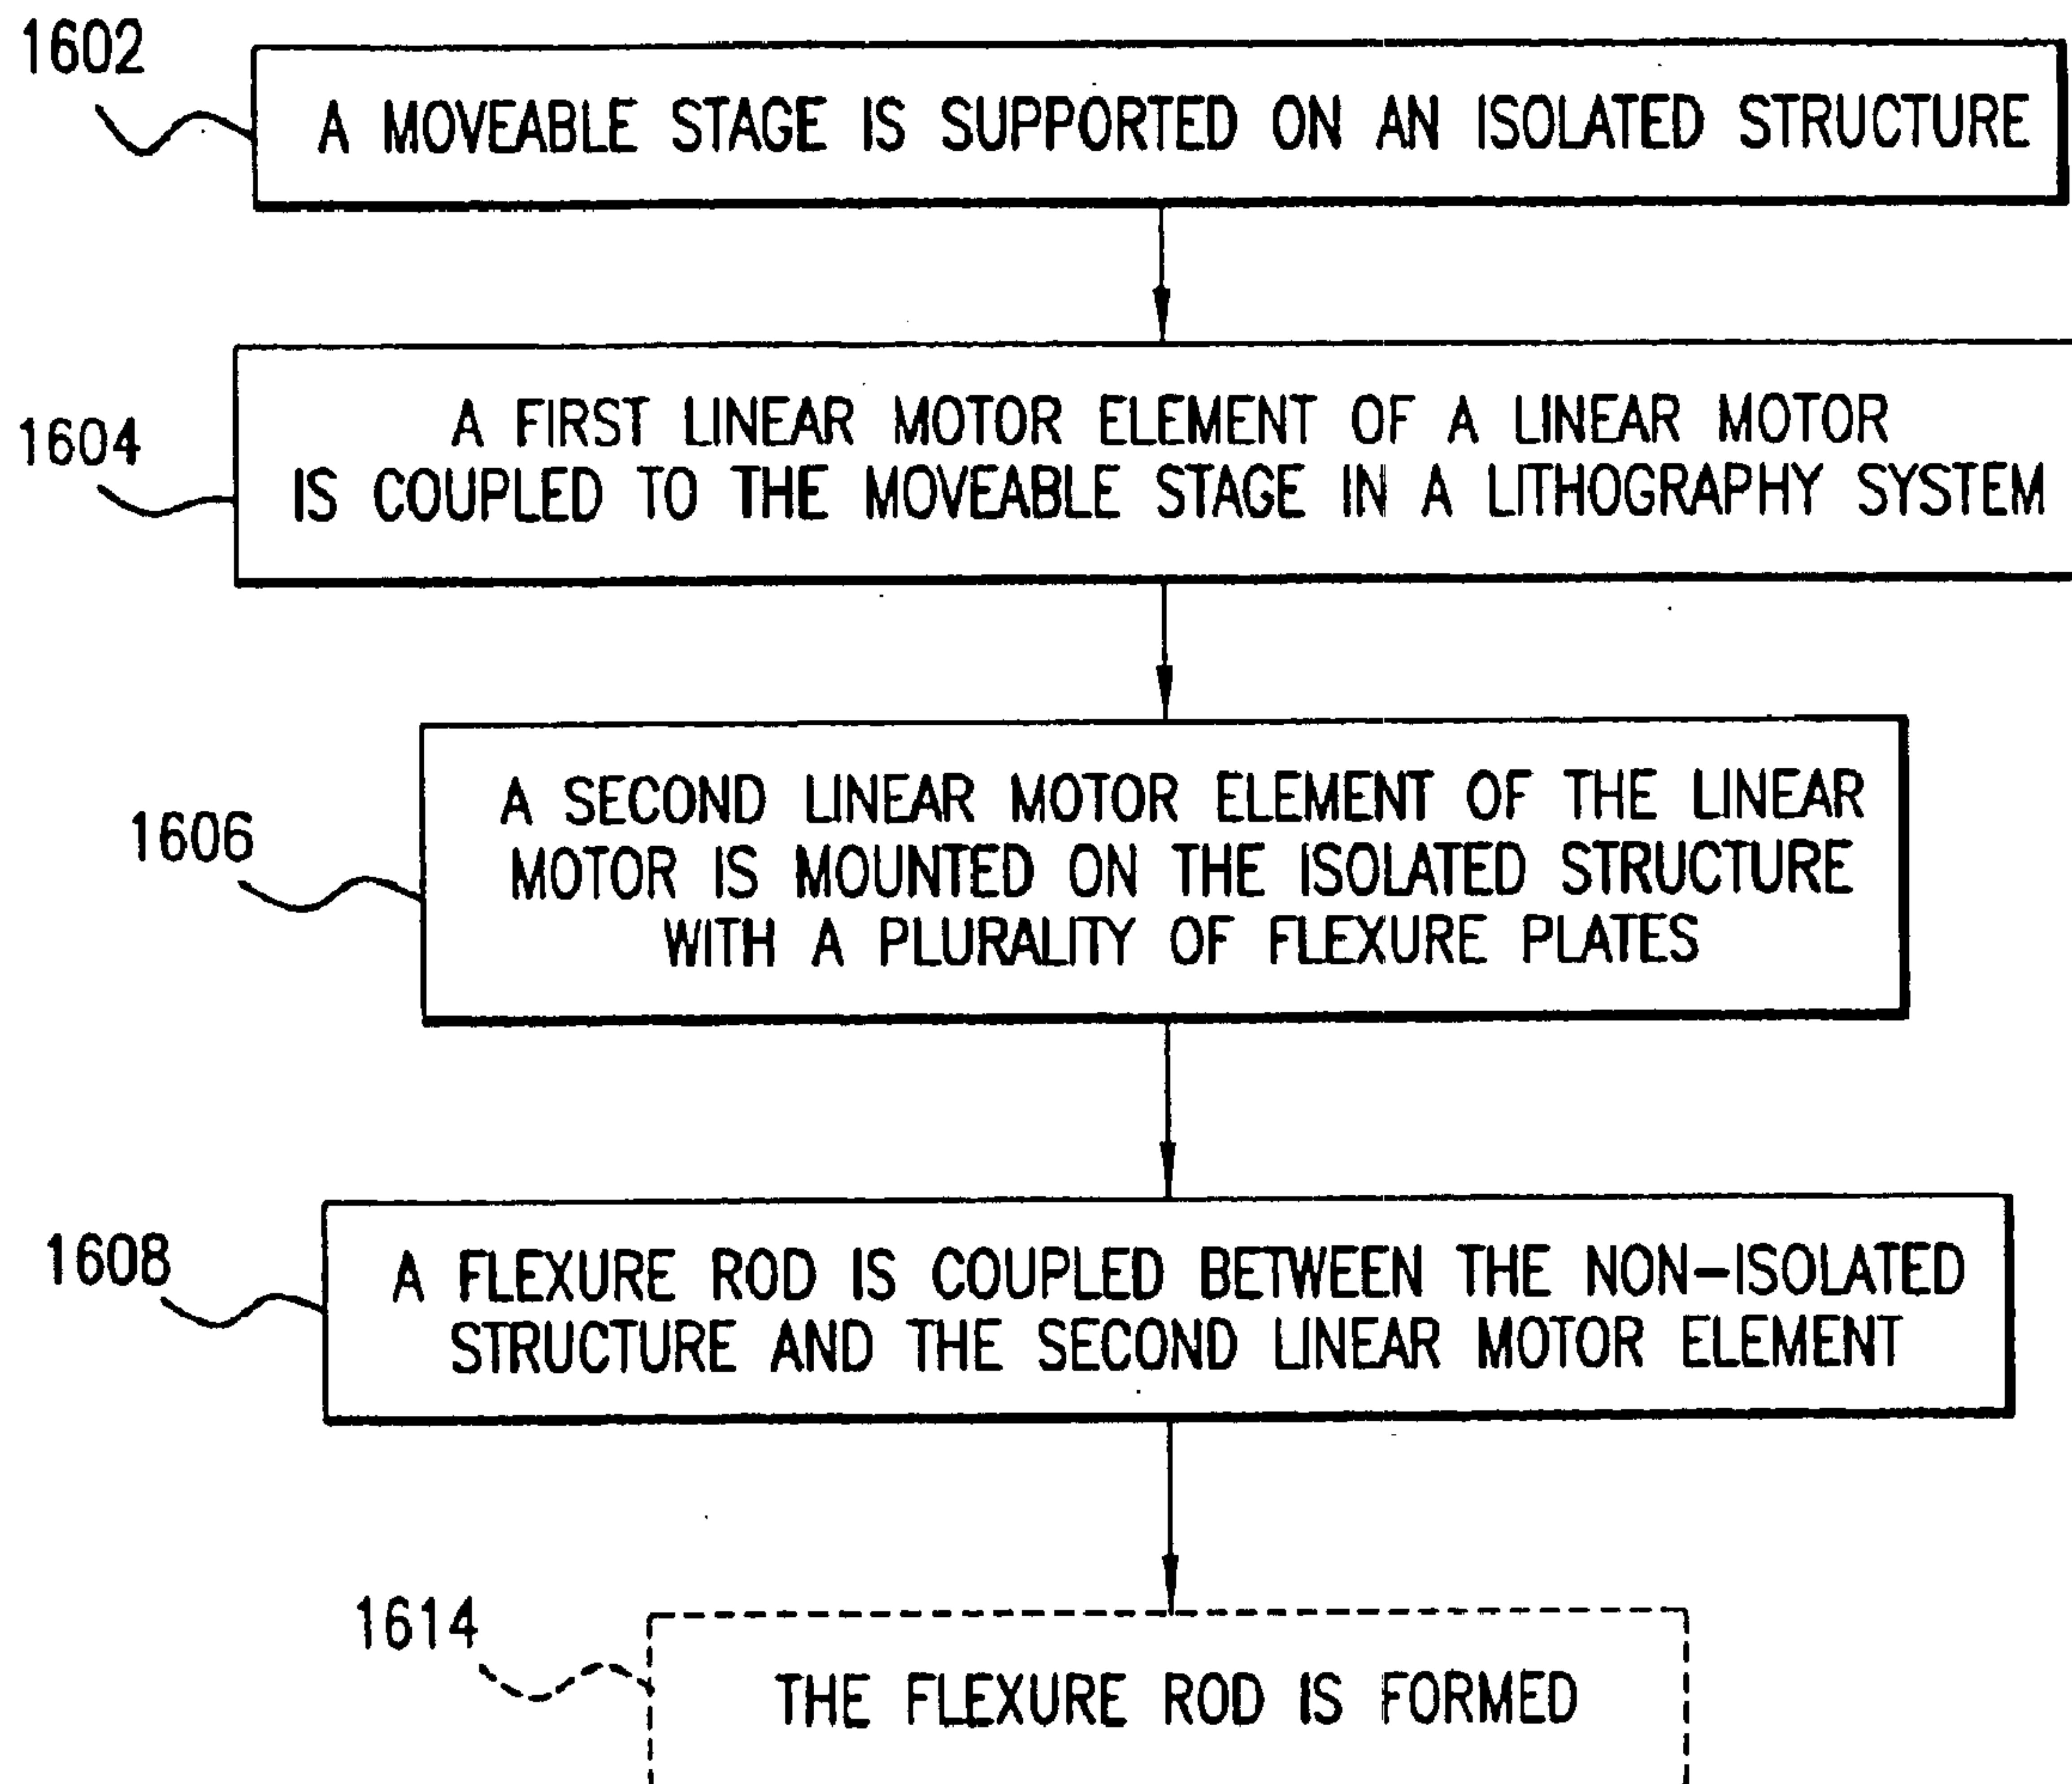 1602
A MOVEABLE STAGE IS SUPPORTED ON AN ISOLATED STRUCTURE
1604
A FIRST LINEAR MOTOR ELEMENT OF A LINEAR MOTOR
IS COUPLED TO THE MOVEABLE STAGE IN A LITHOGRAPHY SYSTEM
1606
A SECOND LINEAR MOTOR ELEMENT OF THE LINEAR
MOTOR IS MOUNTED ON THE ISOLATED STRUCTURE
WITH A PLURALITY OF FLEXURE PLATES
1608
A FLEXURE ROD IS COUPLED BETWEEN THE NON-ISOLATED
STRUCTURE AND THE SECOND LINEAR MOTOR ELEMENT
1614
THE FLEXURE ROD IS FORMED